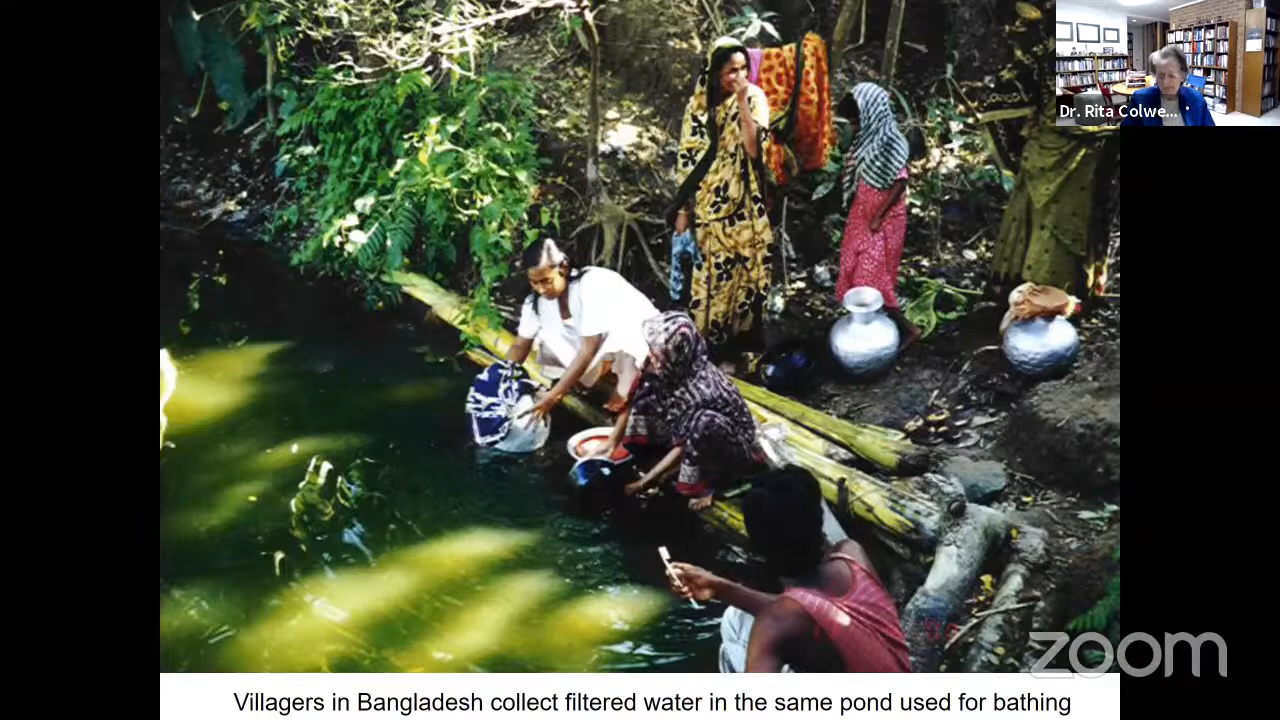 Dr. Rita Colwe...
zoom
Villagers in Bangladesh collect filtered water in the same pond used for bathing